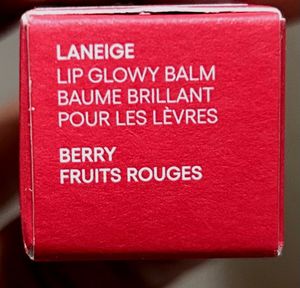 LANEIGE
LIP GLOWY BALM
BAUME BRILLANT
POUR LES LÈVRES
BERRY
FRUITS ROUGES